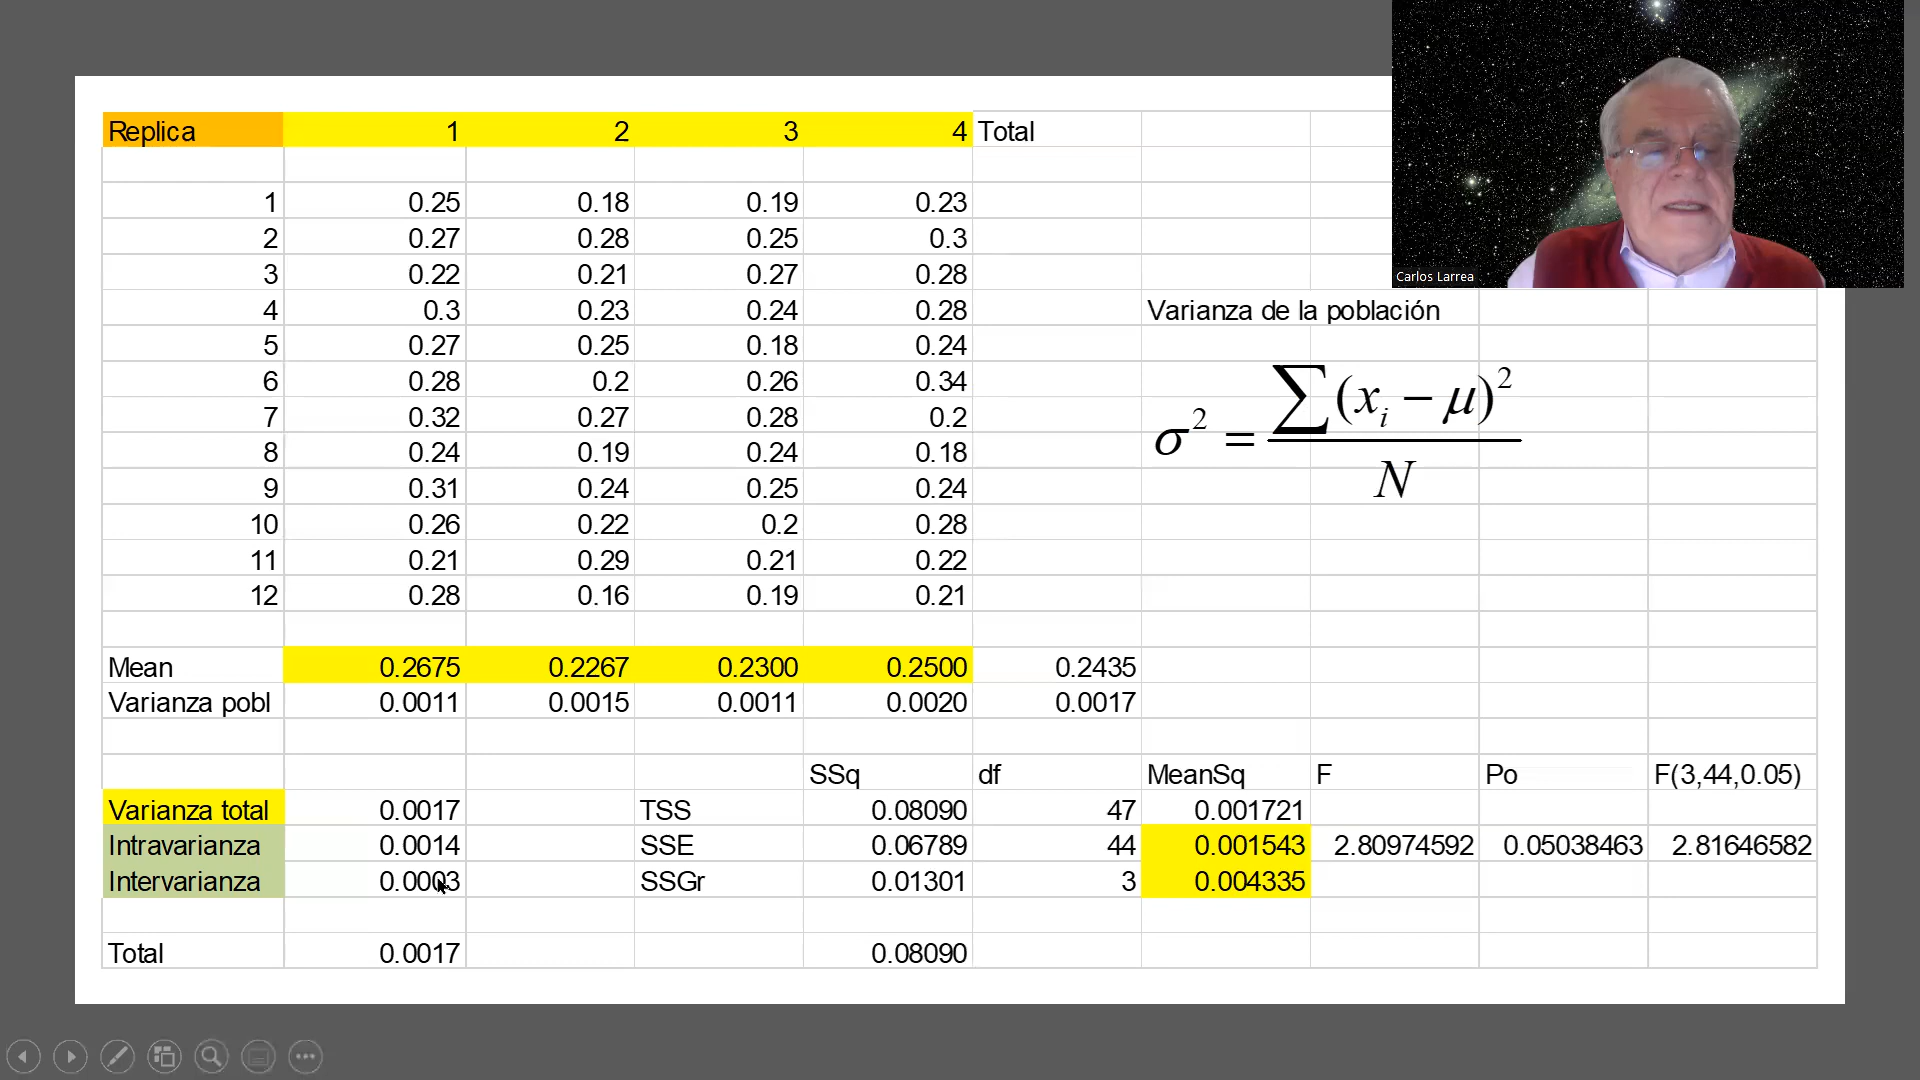 Replica 1 2 3 4 Total
1 0.25 0.18 0.19 0.23
2 0.27 0.28 0.25 0.3
3 0.22 0.21 0.27 0.28
Carlos Larrea
4 0.3 0.23 0.24 0.28 Varianza de la población
5 0.27 0.25 0.18 0.24
6 0.28 0.2 0.26 0.34
7 0.32 0.27 0.28 0.2
8 0.24 0.19 0.24 0.18
σ² = ∑(xᵢ − μ)² / N
9 0.31 0.24 0.25 0.24
10 0.26 0.22 0.2 0.28
11 0.21 0.29 0.21 0.22
12 0.28 0.16 0.19 0.21
Mean 0.2675 0.2267 0.2300 0.2500 0.2435
Varianza pobl 0.0011 0.0015 0.0011 0.0020 0.0017
SSq df MeanSq F Po F(3,44,0.05)
Varianza total 0.0017 TSS 0.08090 47 0.001721
Intravarianza 0.0014 SSE 0.06789 44 0.001543 2.80974592 0.05038463 2.81646582
Intervarianza 0.0003 SSGr 0.01301 3 0.004335
Total 0.0017 0.08090